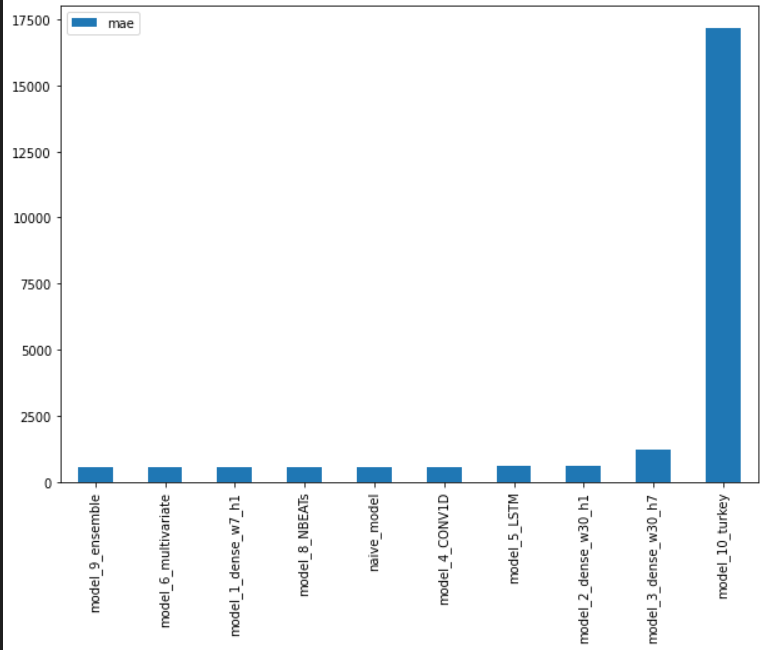 mae
17500
15000
12500
10000
7500
5000
2500
0
model_9_ensemble
model_6_multivariate
model_1_dense_w7_h1
model_8_NBEATs
naive_model
model_4_CONV1D
model_5_LSTM
model_2_dense_w30_h1
model_3_dense_w30_h7
model_10_turkey